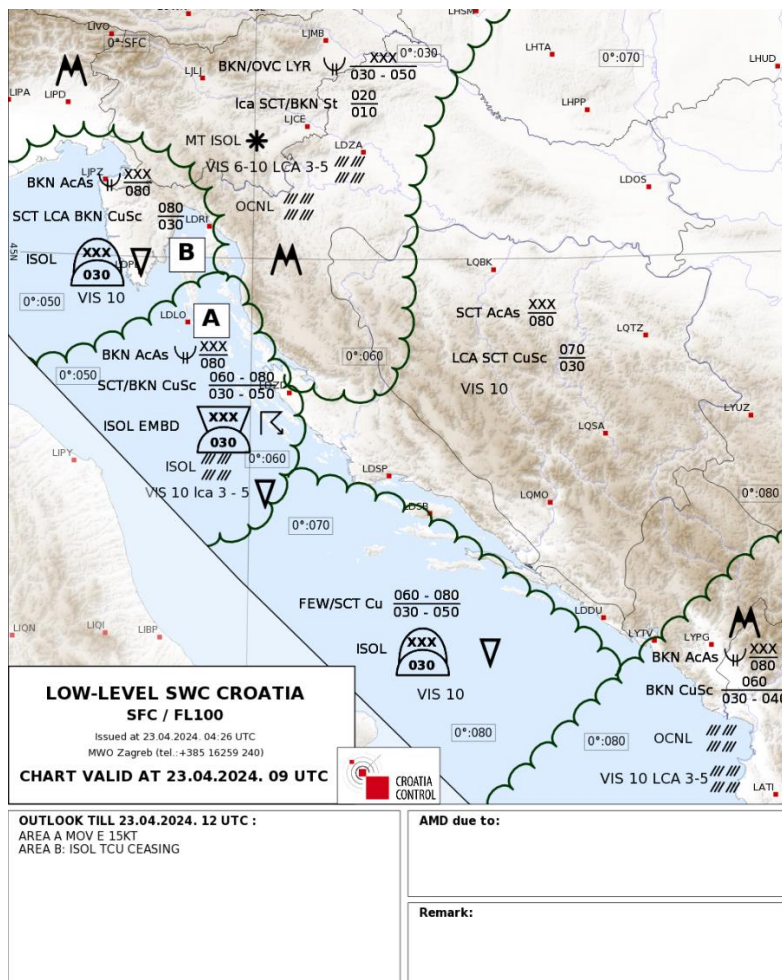 LIVO
LHSM
LJMB
0°:SFC
BKN/OVC LYR XXX
030 - 050
0°:030
LHTA
0°:070
LHUD
LIPA
LIPD
LJLJ
lca SCT/BKN St 020
010
LHPP
LJCE
MT ISOL
LDZA
VIS 6-10 LCA 3-5
LJPZ
BKN AcAs XXX
080
LDOS
OCNL
SCT LCA BKN CuSc 080
030
LDRI
45N
ISOL XXX
030
LDPL
B
VIS 10
LQBK
0°:050
SCT AcAs XXX
080
LDLO
A
LQTZ
BKN AcAs XXX
080
0°:060
LCA SCT CuSc 070
030
0°:050
SCT/BKN CuSc 060 - 080
030 - 050
LDZD
VIS 10
ISOL EMBD XXX
030
LYUZ
LQSA
LIPY
ISOL
0°:060
VIS 10 lca 3 - 5
LDSP
LQMO
0°:080
LDSB
0°:070
FEW/SCT Cu 060 - 080
030 - 050
LDDU
LIQN
LIQI
LIBP
ISOL XXX
030
LYTV
LYPG
BKN AcAs XXX
080
VIS 10
BKN CuSc 060
030 - 040
0°:080
0°:080
OCNL
VIS 10 LCA 3-5
LATI
LOW-LEVEL SWC CROATIA
SFC / FL100
Issued at 23.04.2024. 04:26 UTC
MWO Zagreb (tel.:+385 16259 240)
CHART VALID AT 23.04.2024. 09 UTC
CROATIA
CONTROL
OUTLOOK TILL 23.04.2024. 12 UTC :
AREA A MOV E 15KT
AREA B: ISOL TCU CEASING
AMD due to:
Remark: